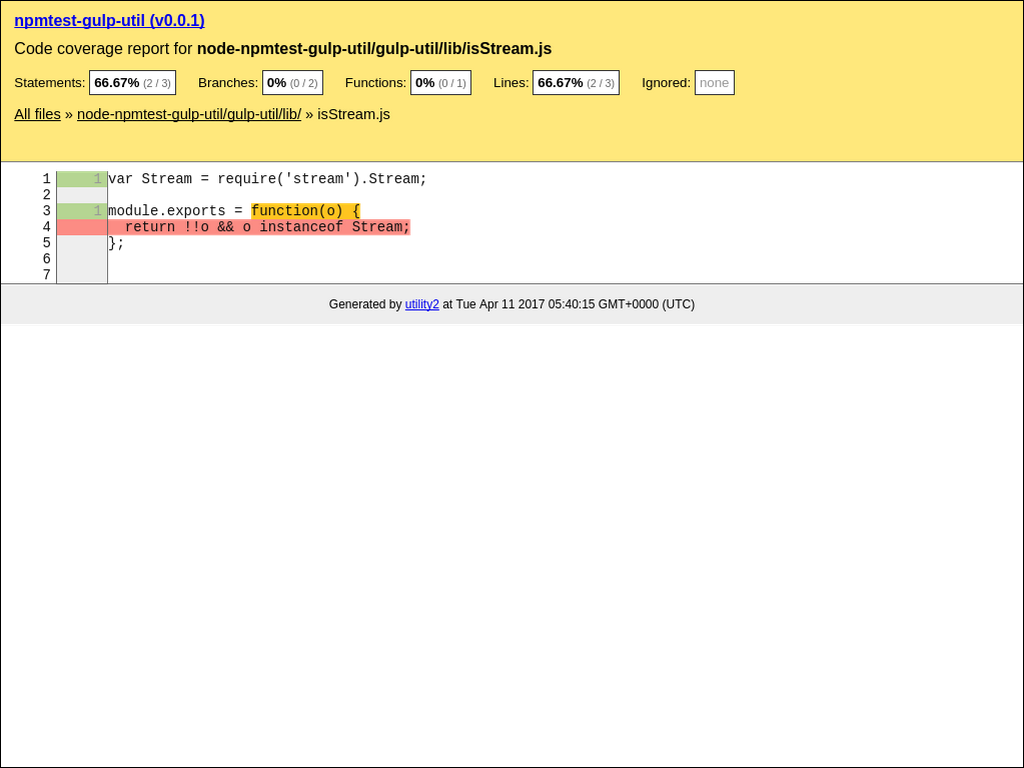 npmtest-gulp-util (v0.0.1)
Code coverage report for node-npmtest-gulp-util/gulp-util/lib/isStream.js
Statements: 66.67% (2 / 3) Branches: 0% (0 / 2) Functions: 0% (0 / 1) Lines: 66.67% (2 / 3) Ignored: none
All files » node-npmtest-gulp-util/gulp-util/lib/ » isStream.js
1 1 var Stream = require('stream').Stream;
2
3 1 module.exports = function(o) {
4 return !!o && o instanceof Stream;
5 };
6
7
Generated by utility2 at Tue Apr 11 2017 05:40:15 GMT+0000 (UTC)